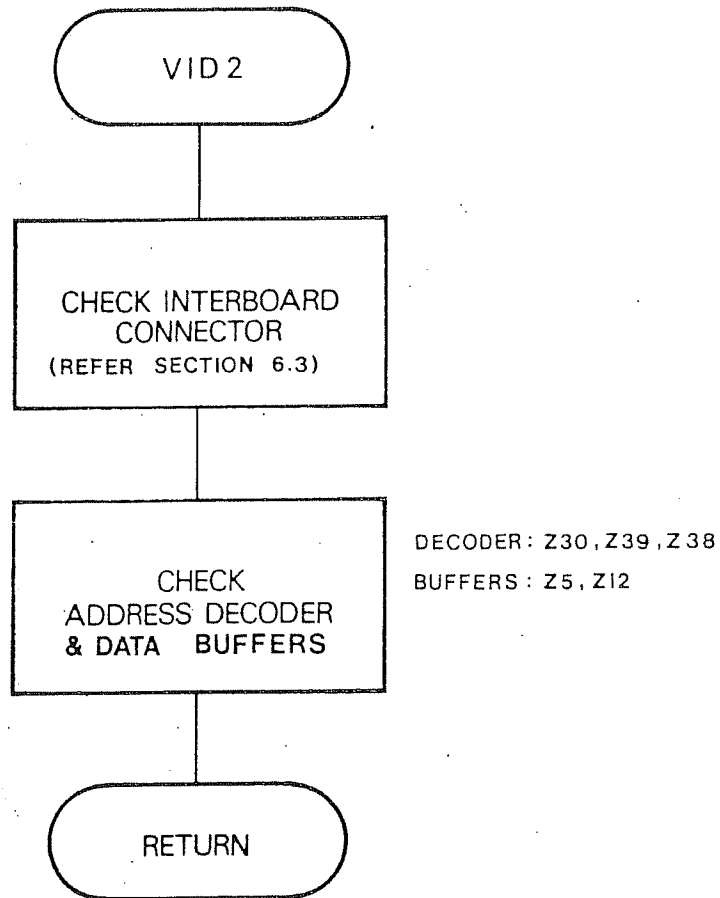 VID 2
CHECK INTERBOARD
CONNECTOR
(REFER SECTION 6.3)
CHECK
ADDRESS DECODER
& DATA BUFFERS
DECODER: Z30, Z39, Z38
BUFFERS: Z5, Z12
RETURN